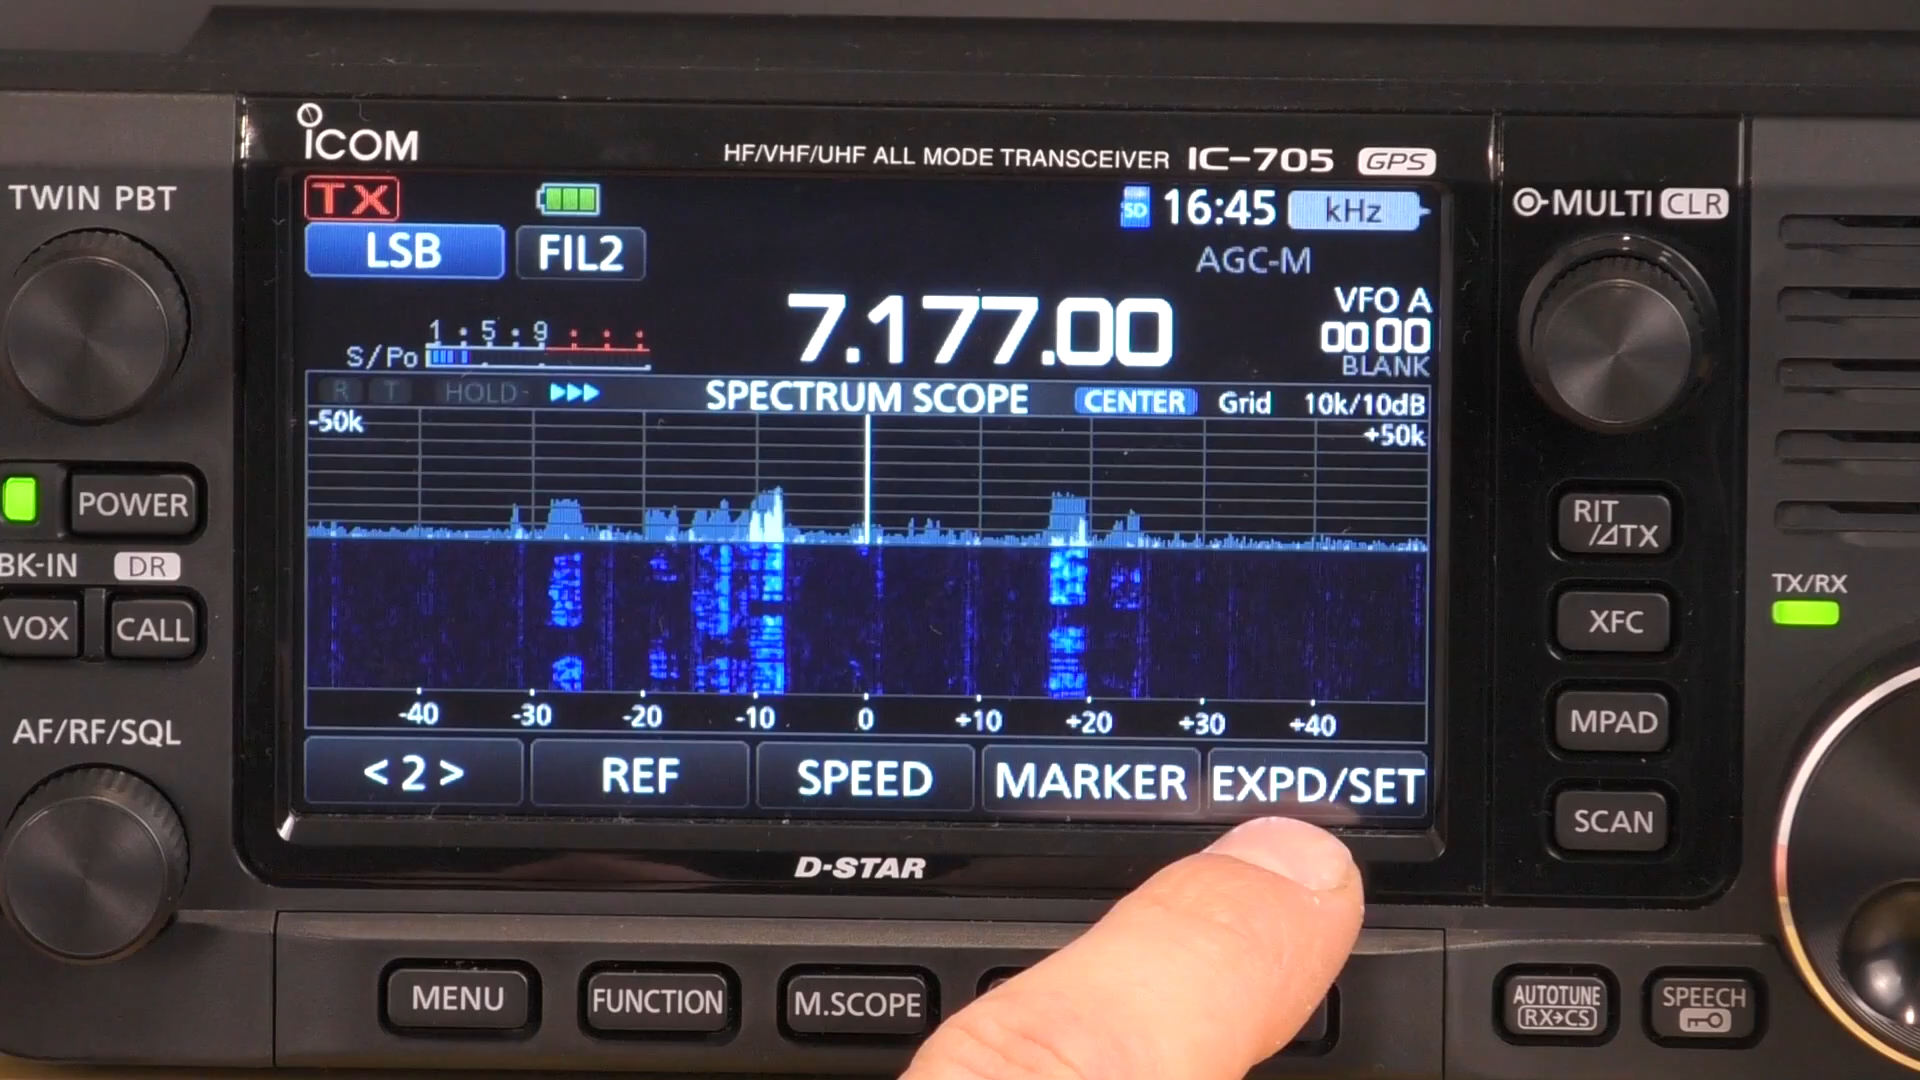 ICOM
HF/VHF/UHF ALL MODE TRANSCEIVER IC-705 GPS
TWIN PBT
MULTI CLR
TX
SD 16:45 kHz
LSB FIL2
AGC-M
7.177.00
VFO A
00 00
BLANK
S/Po 1 5 9
R T HOLD
SPECTRUM SCOPE CENTER Grid 10k/10dB
-50k
+50k
POWER
RIT
/⊿TX
BK-IN DR
TX/RX
VOX CALL
XFC
-40 -30 -20 -10 0 +10 +20 +30 +40
MPAD
AF/RF/SQL
< 2 > REF SPEED MARKER EXPD/SET
SCAN
D-STAR
MENU FUNCTION M.SCOPE
AUTOTUNE
RX→CS
SPEECH